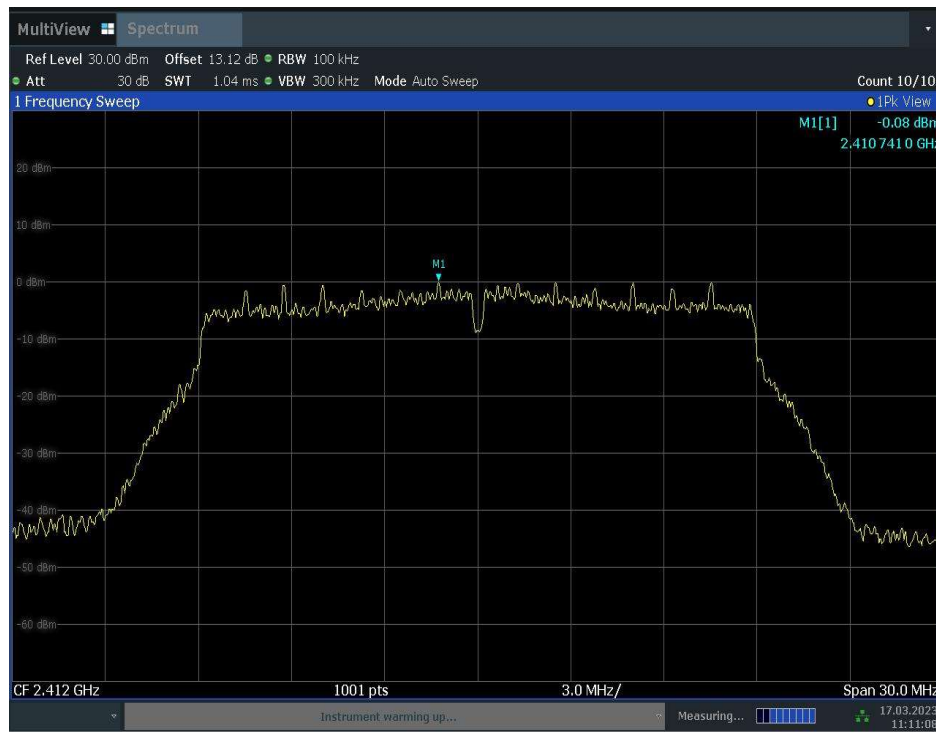 MultiView Spectrum
Ref Level 30.00 dBm Offset 13.12 dB RBW 100 kHz
Att 30 dB SWT 1.04 ms VBW 300 kHz Mode Auto Sweep Count 10/10
1 Frequency Sweep 1Pk View
M1[1] -0.08 dBm
2.410 741 0 GHz
20 dBm
10 dBm
M1
0 dBm
-10 dBm
-20 dBm
-30 dBm
-40 dBm
-50 dBm
-60 dBm
CF 2.412 GHz 1001 pts 3.0 MHz/ Span 30.0 MHz
Instrument warming up... Measuring... 17.03.2023
11:11:08